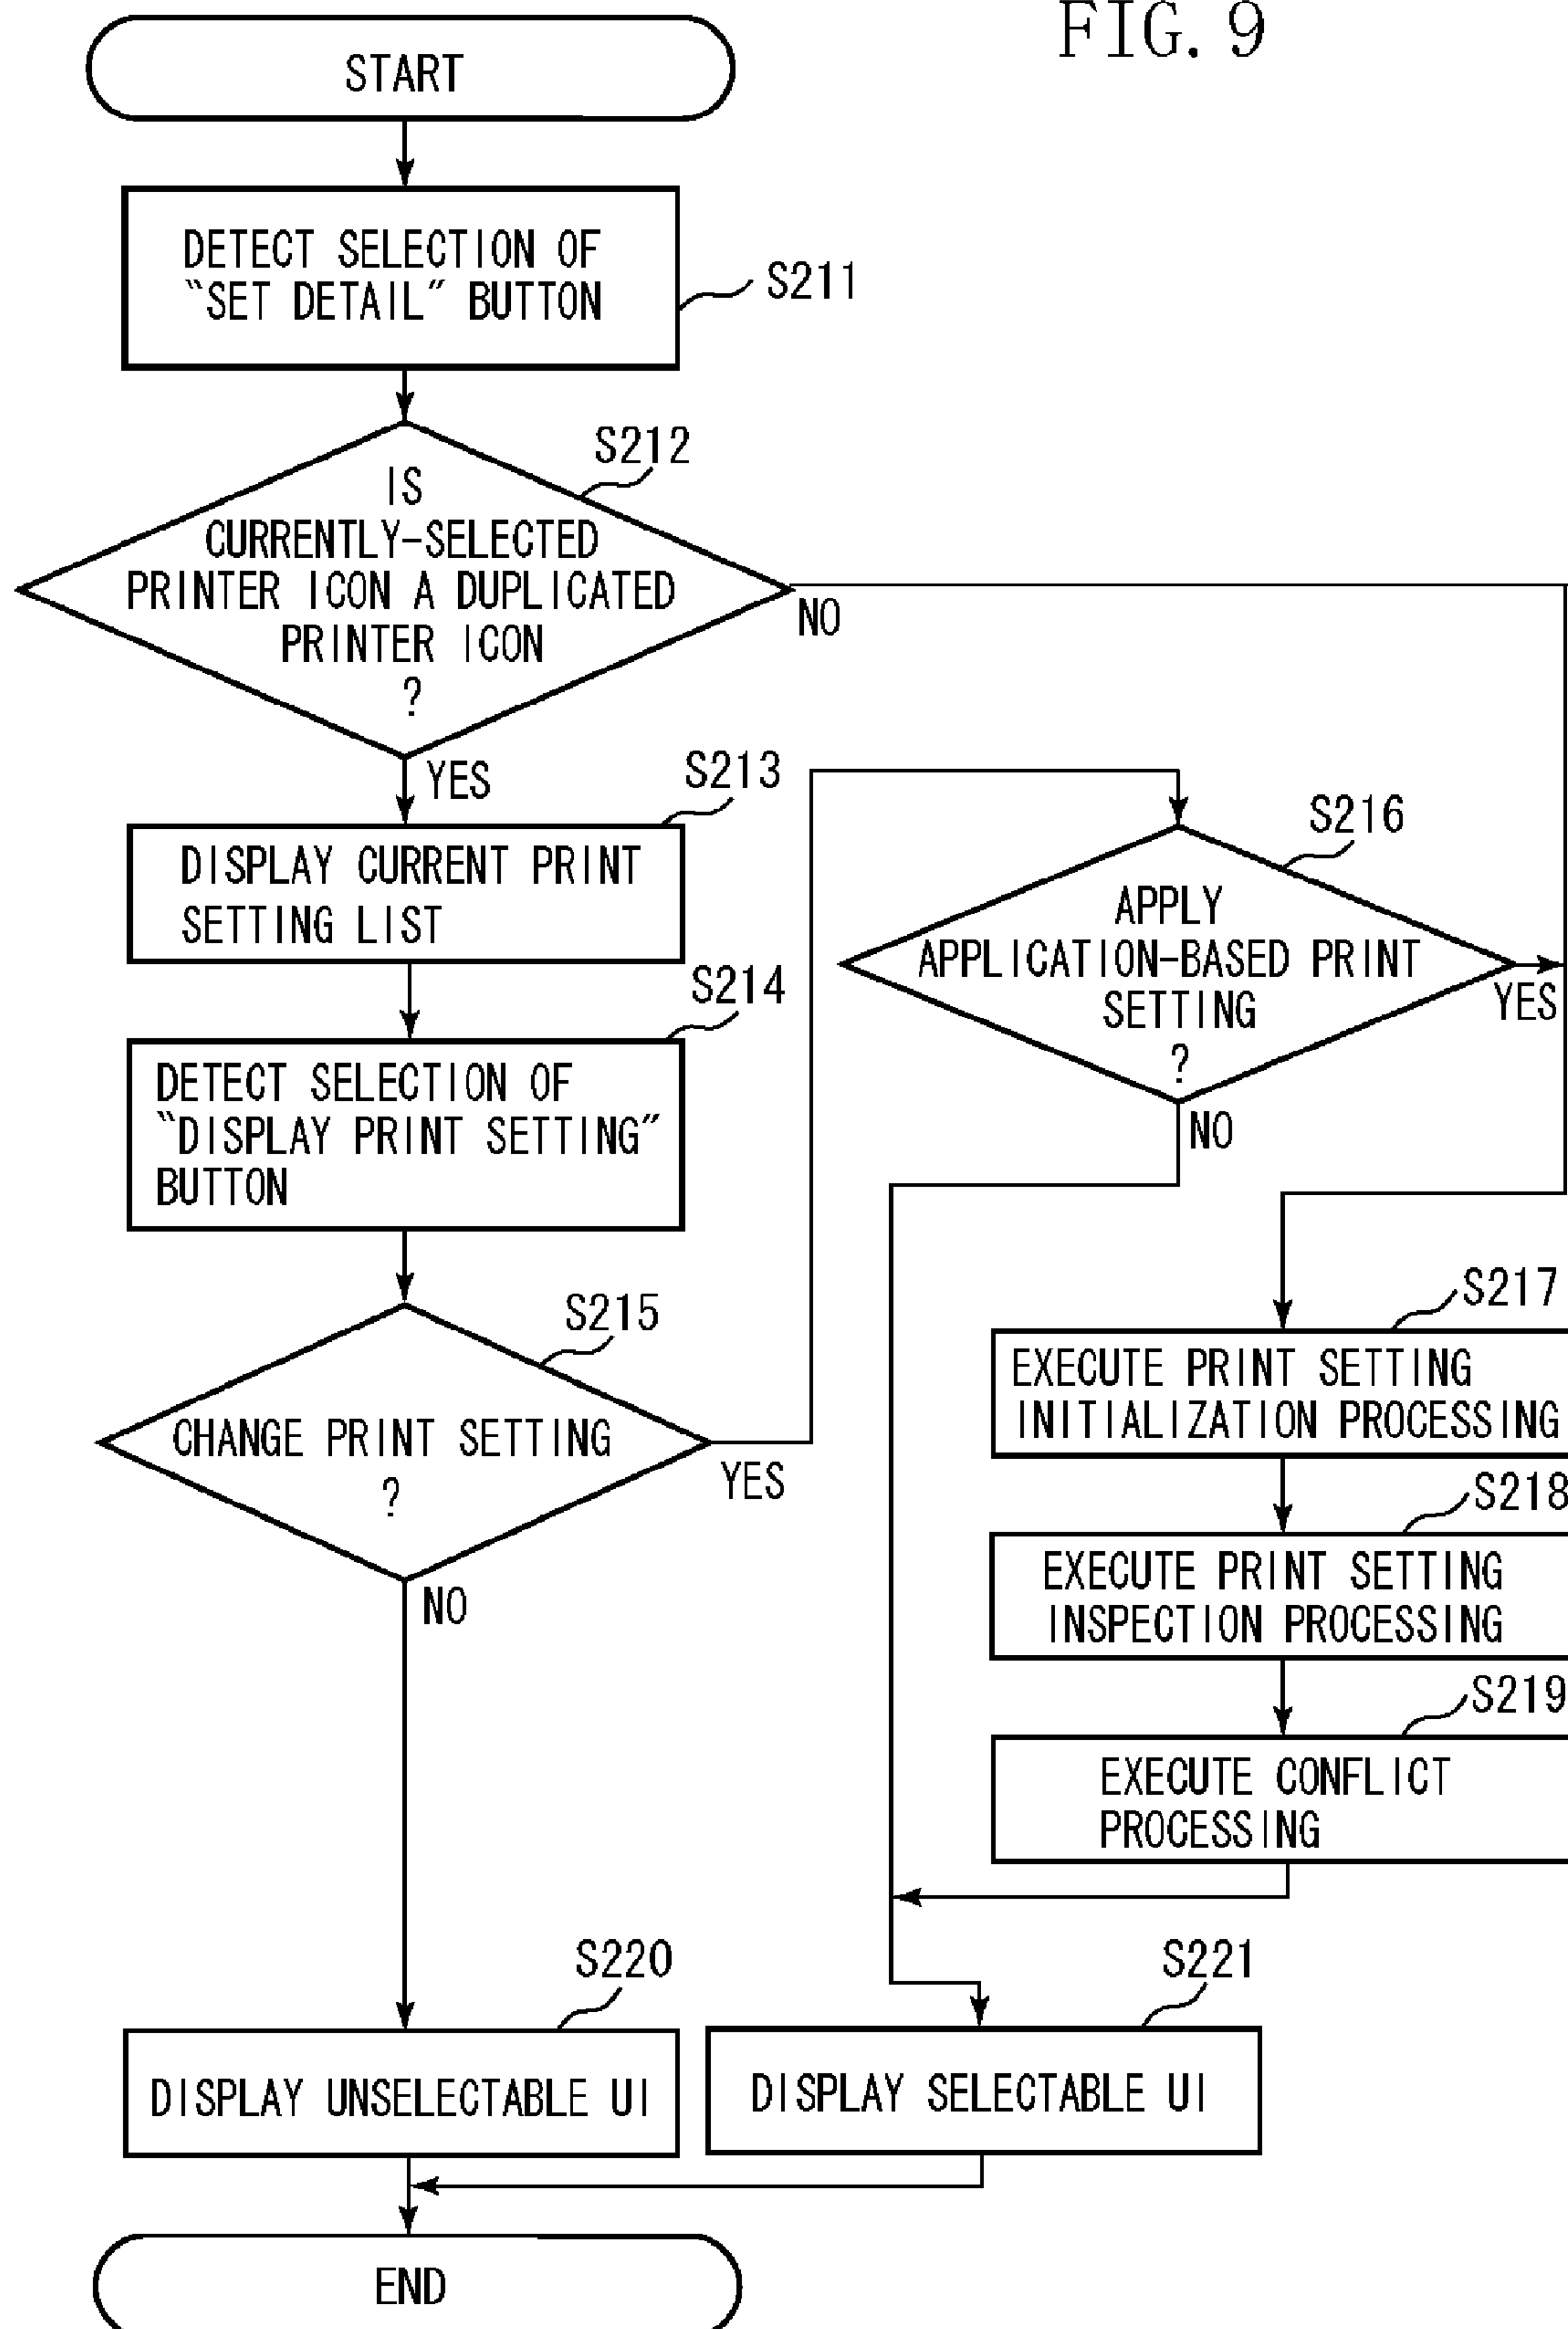 FIG. 9
START
DETECT SELECTION OF
“SET DETAIL” BUTTON
S211
S212
IS
CURRENTLY-SELECTED
PRINTER ICON A DUPLICATED
PRINTER ICON
?
NO
YES
S213
DISPLAY CURRENT PRINT
SETTING LIST
S214
DETECT SELECTION OF
“DISPLAY PRINT SETTING”
BUTTON
S215
CHANGE PRINT SETTING
?
YES
NO
S216
APPLY
APPLICATION-BASED PRINT
SETTING
?
YES
NO
S217
EXECUTE PRINT SETTING
INITIALIZATION PROCESSING
S218
EXECUTE PRINT SETTING
INSPECTION PROCESSING
S219
EXECUTE CONFLICT
PROCESSING
S220
DISPLAY UNSELECTABLE UI
S221
DISPLAY SELECTABLE UI
END